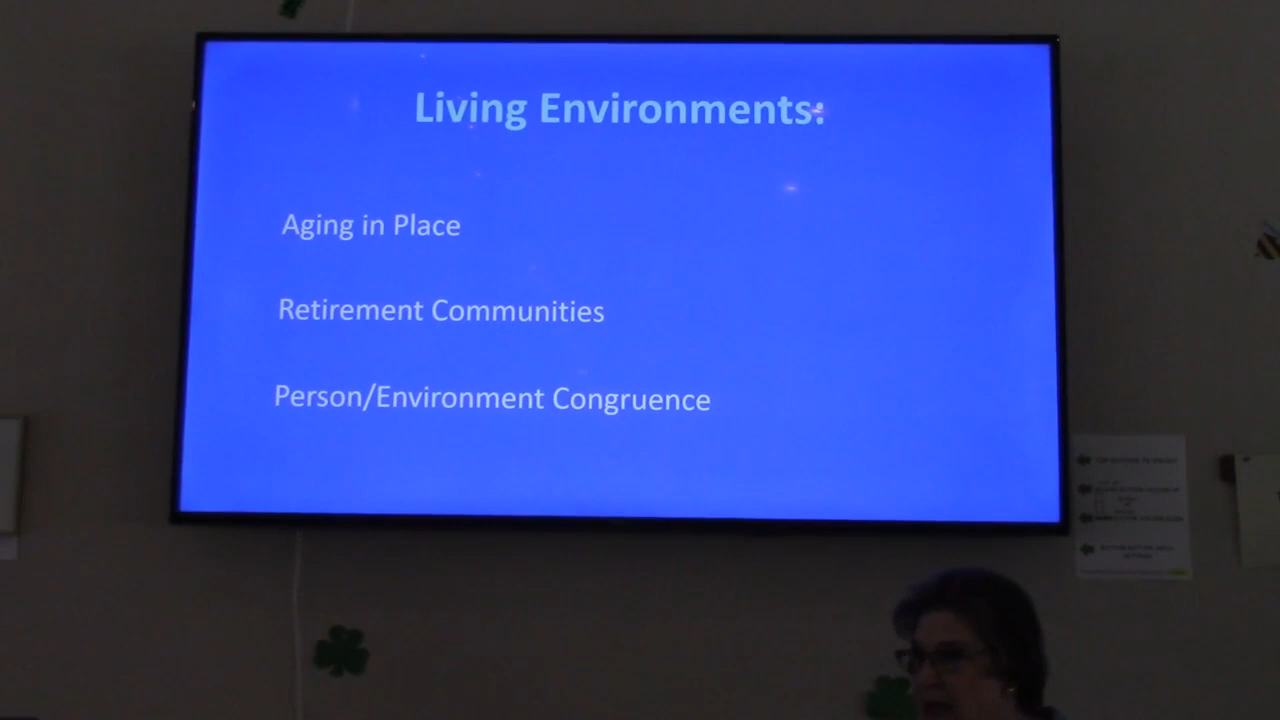 Living Environments:
Aging in Place
Retirement Communities
Person/Environment Congruence